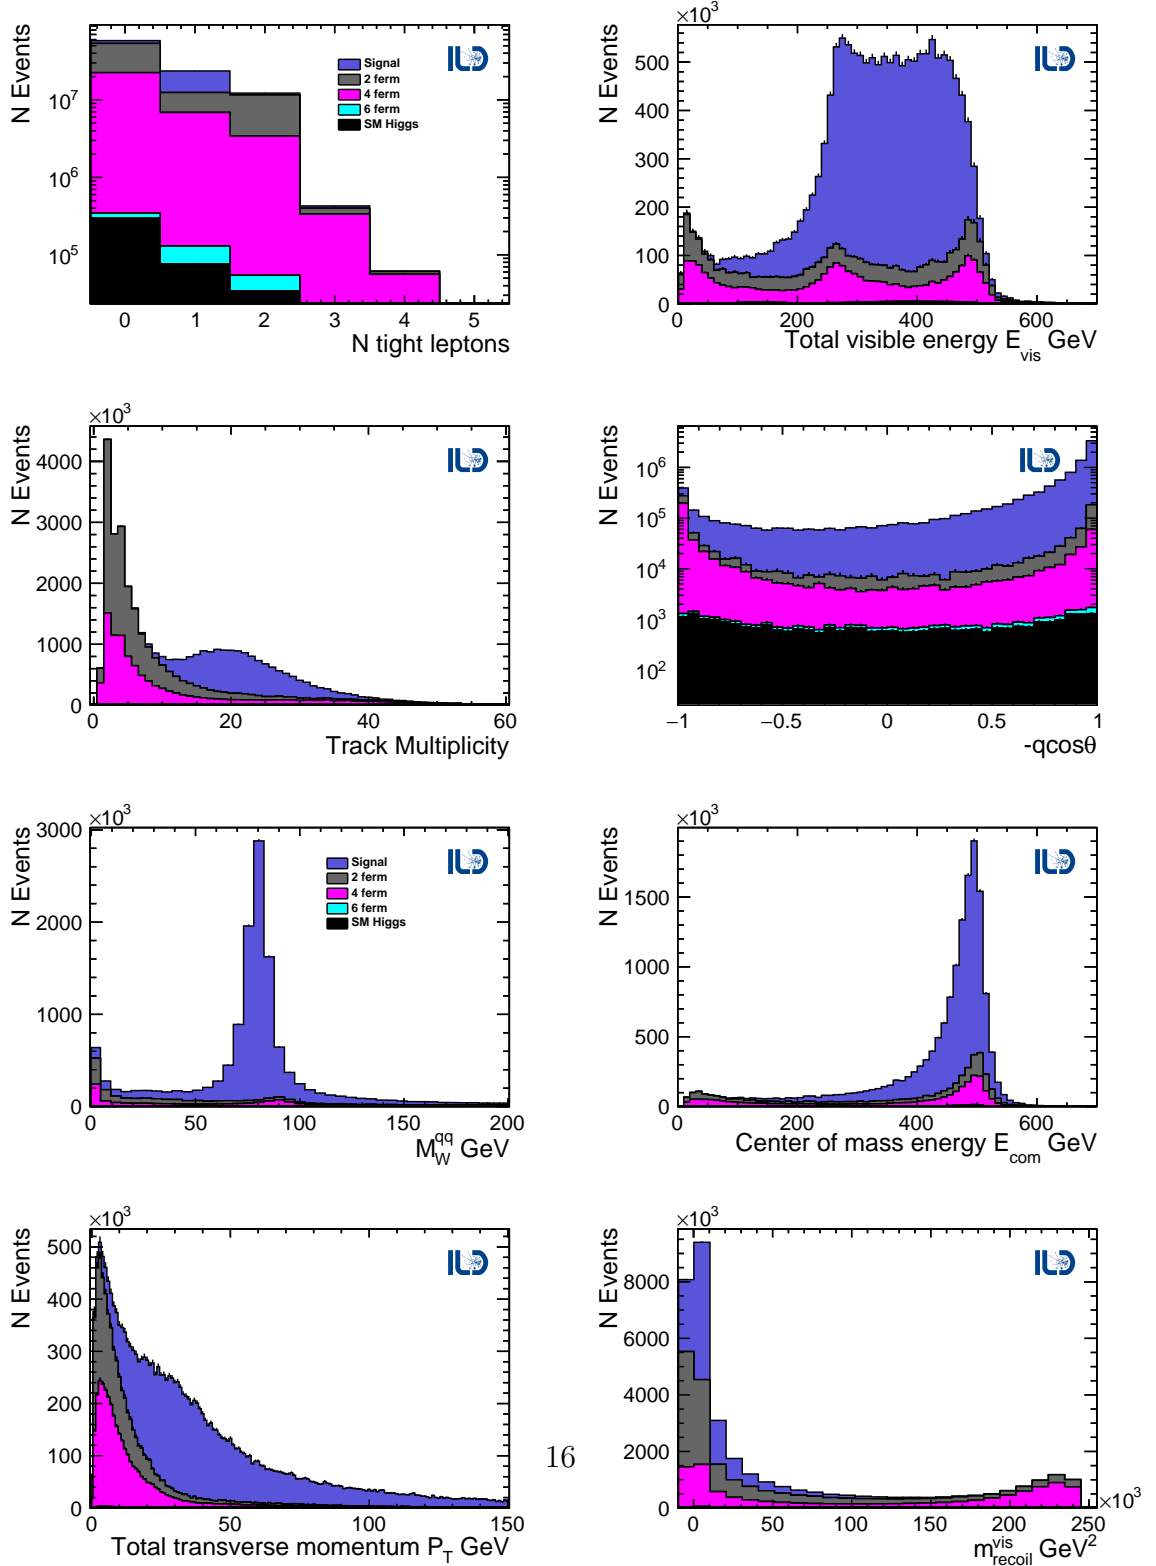 N Events
10^7
10^6
10^5
Signal
2 ferm
4 ferm
6 ferm
SM Higgs
ILD
0 1 2 3 4 5
N tight leptons
×10^3
N Events
500
400
300
200
100
0
ILD
0 200 400 600
Total visible energy E_vis GeV
×10^3
N Events
4000
3000
2000
1000
0
ILD
0 20 40 60
Track Multiplicity
N Events
10^6
10^5
10^4
10^3
10^2
ILD
−1 −0.5 0 0.5 1
-qcosθ
×10^3
N Events
3000
2000
1000
0
Signal
2 ferm
4 ferm
6 ferm
SM Higgs
ILD
0 50 100 150 200
M_W^qq GeV
×10^3
N Events
1500
1000
500
0
ILD
0 200 400 600
Center of mass energy E_com GeV
×10^3
N Events
500
400
300
200
100
0
ILD
0 50 100 150
Total transverse momentum P_T GeV
×10^3
N Events
8000
6000
4000
2000
0
ILD
0 50 100 150 200 250
×10^3
m_recoil^vis GeV^2
16